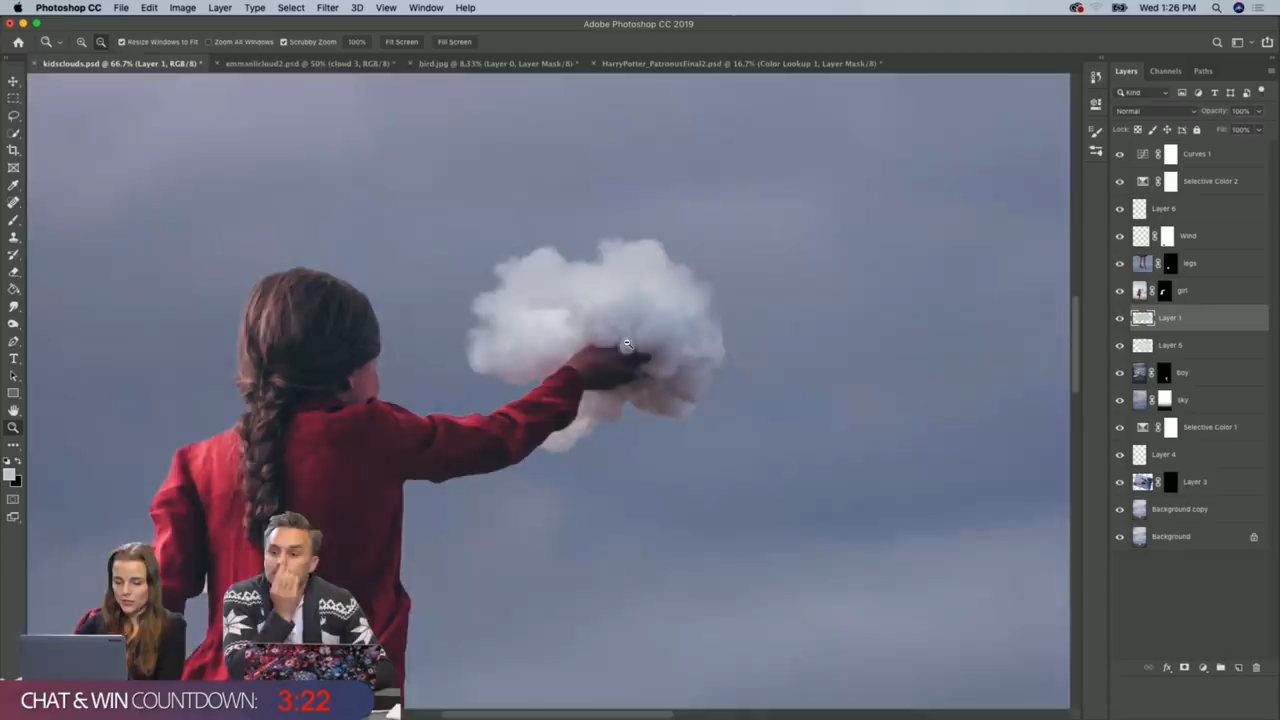 Photoshop CC File Edit Image Layer Type Select Filter 3D View Window Help
Wed 1:26 PM
Adobe Photoshop CC 2019
Resize Windows to Fit Zoom All Windows Scrubby Zoom 100% Fit Screen Fill Screen
kidsclouds.psd @ 66.7% (Layer 1, RGB/8) *
emmanlicloud2.psd @ 50% (cloud 3, RGB/8) *
bird.jpg @ 8.33% (Layer 0, Layer Mask/8) *
HarryPotter_PatronusFinal2.psd @ 16.7% (Color Lookup 1, Layer Mask/8) *
Layers Channels Paths
Kind
Normal Opacity: 100%
Lock: Fill: 100%
Curves 1
Selective Color 2
Layer 6
Wind
legs
girl
Layer 1
Layer 5
boy
sky
Selective Color 1
Layer 4
Layer 3
Background copy
Background
fx
CHAT & WIN COUNTDOWN: 3:22